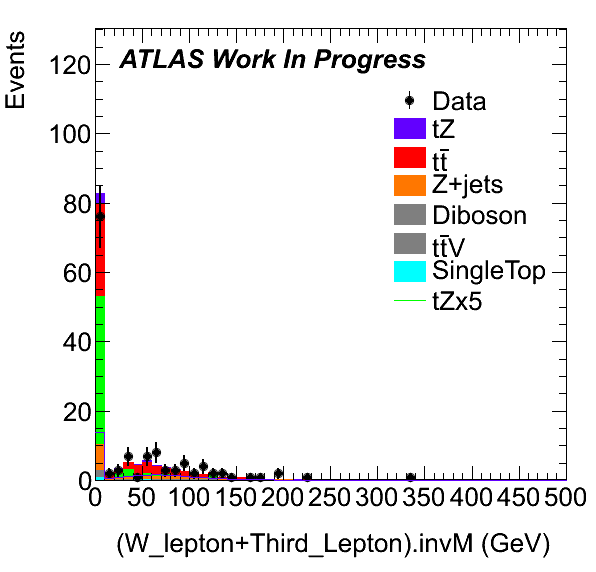 Events
ATLAS Work In Progress
Data
tZ
tt̄
Z+jets
Diboson
tt̄V
SingleTop
tZx5
120
100
80
60
40
20
0
0 50 100 150 200 250 300 350 400 450 500
(W_lepton+Third_Lepton).invM (GeV)